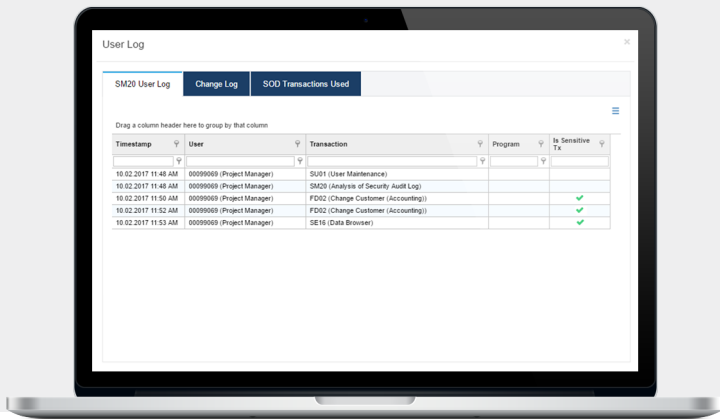 User Log
SM20 User Log Change Log SOD Transactions Used
Drag a column header here to group by that column
Timestamp User Transaction Program Is Sensitive Tx
10.02.2017 11:48 AM 00099069 (Project Manager) SU01 (User Maintenance)
10.02.2017 11:48 AM 00099069 (Project Manager) SM20 (Analysis of Security Audit Log)
10.02.2017 11:50 AM 00099069 (Project Manager) FD02 (Change Customer (Accounting))
10.02.2017 11:52 AM 00099069 (Project Manager) FD02 (Change Customer (Accounting))
10.02.2017 11:53 AM 00099069 (Project Manager) SE16 (Data Browser)